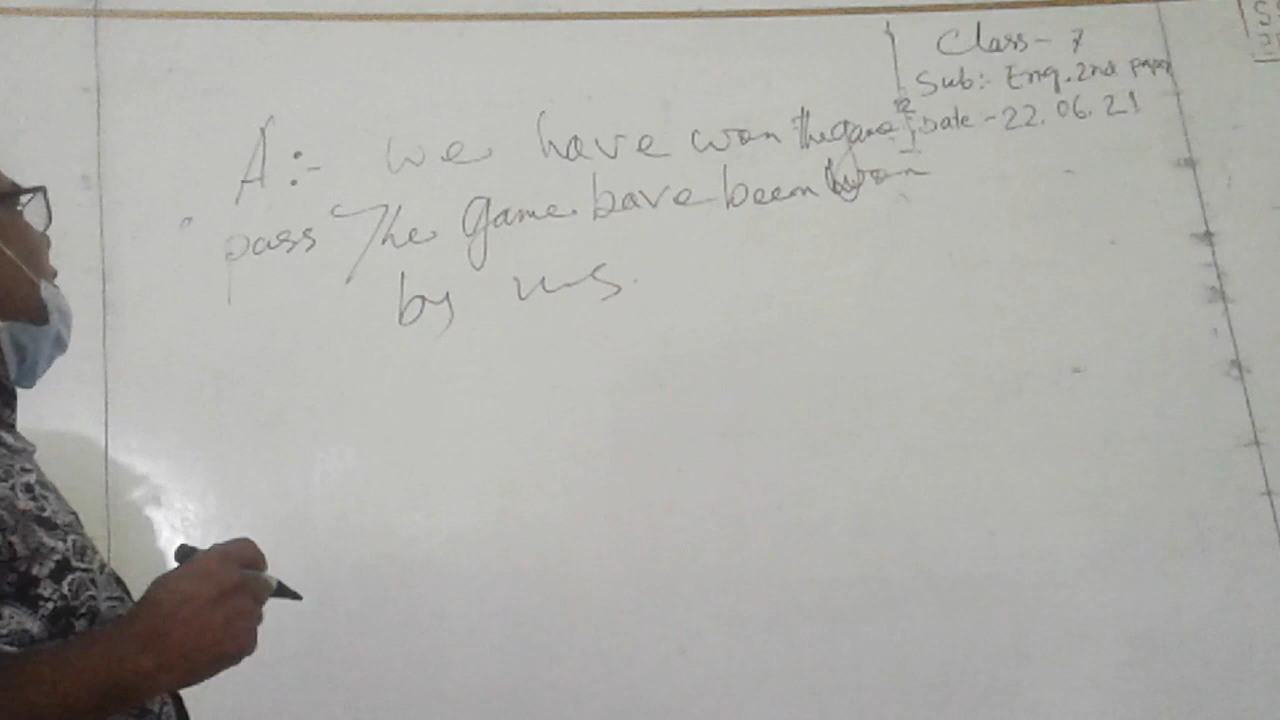 Class- 7
Sub:- Eng. 2nd paper
Date - 22.06.21
A:- we have won the game
pass The game have been won
by us.